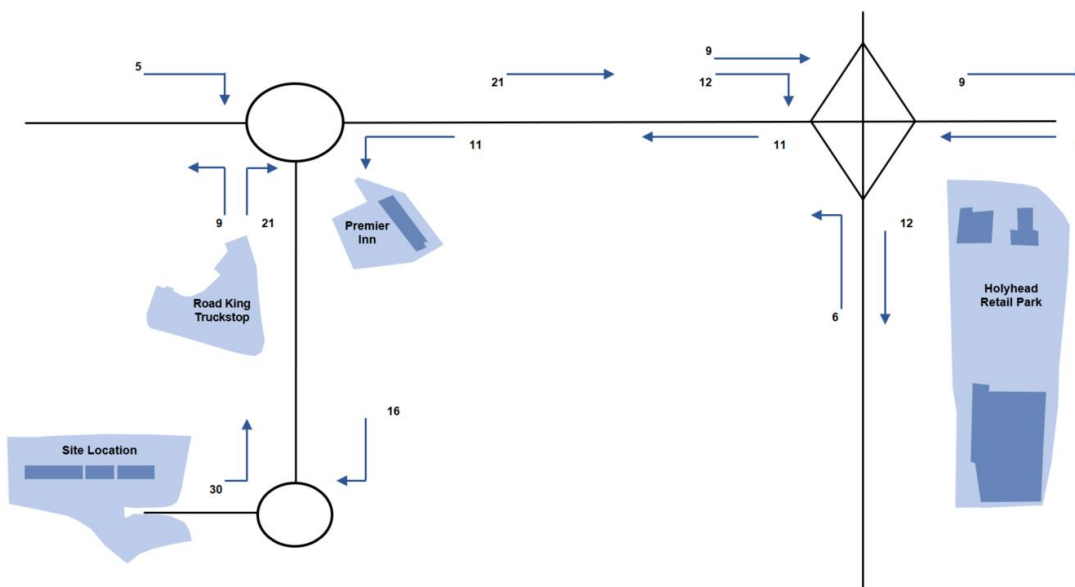 9
5
21
12
9
11
11
9
21
Premier
Inn
12
Holyhead
Retail Park
Road King
Truckstop
6
16
Site Location
30